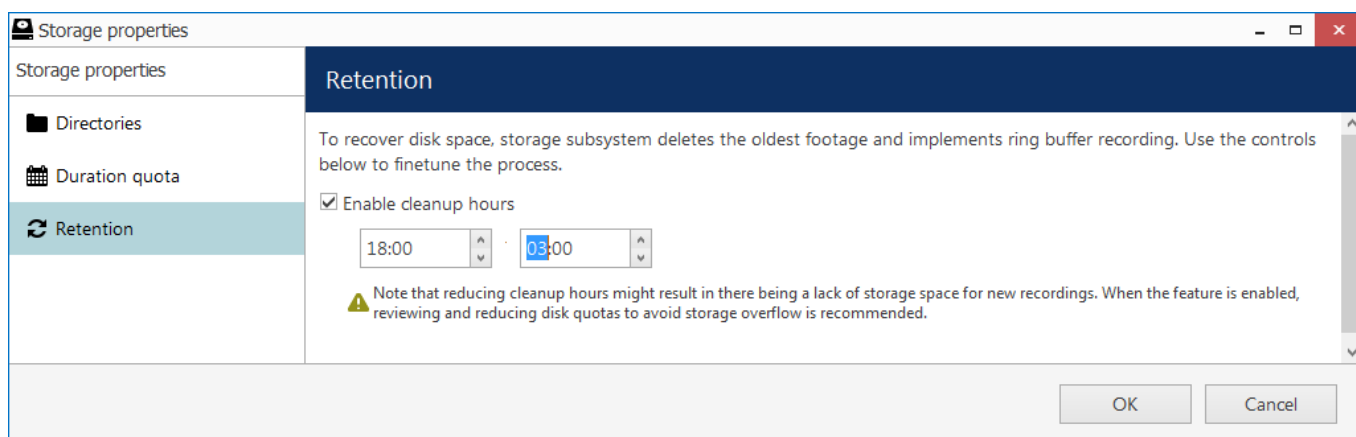 Storage properties
Storage properties
Retention
Directories
Duration quota
Retention
To recover disk space, storage subsystem deletes the oldest footage and implements ring buffer recording. Use the controls
below to finetune the process.
Enable cleanup hours
18:00 03:00
Note that reducing cleanup hours might result in there being a lack of storage space for new recordings. When the feature is enabled,
reviewing and reducing disk quotas to avoid storage overflow is recommended.
OK Cancel